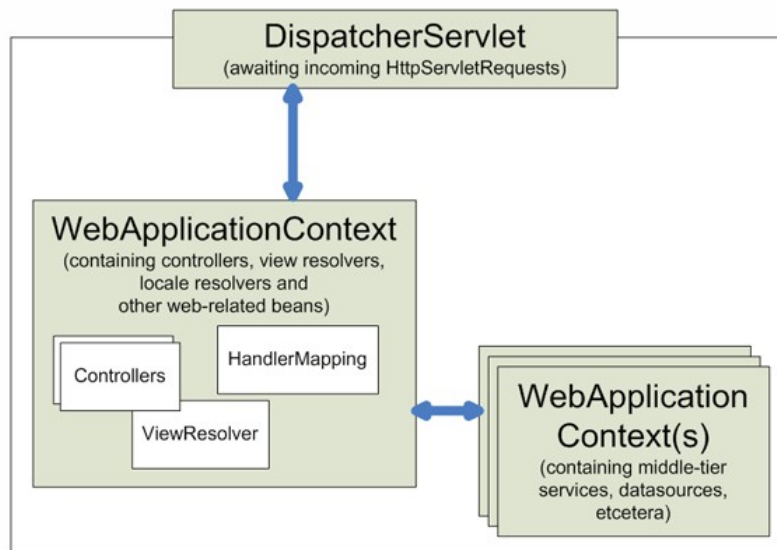 DispatcherServlet
(awaiting incoming HttpServletRequests)
WebApplicationContext
(containing controllers, view resolvers,
locale resolvers and
other web-related beans)
HandlerMapping
Controllers
ViewResolver
WebApplication
Context(s)
(containing middle-tier
services, datasources,
etcetera)